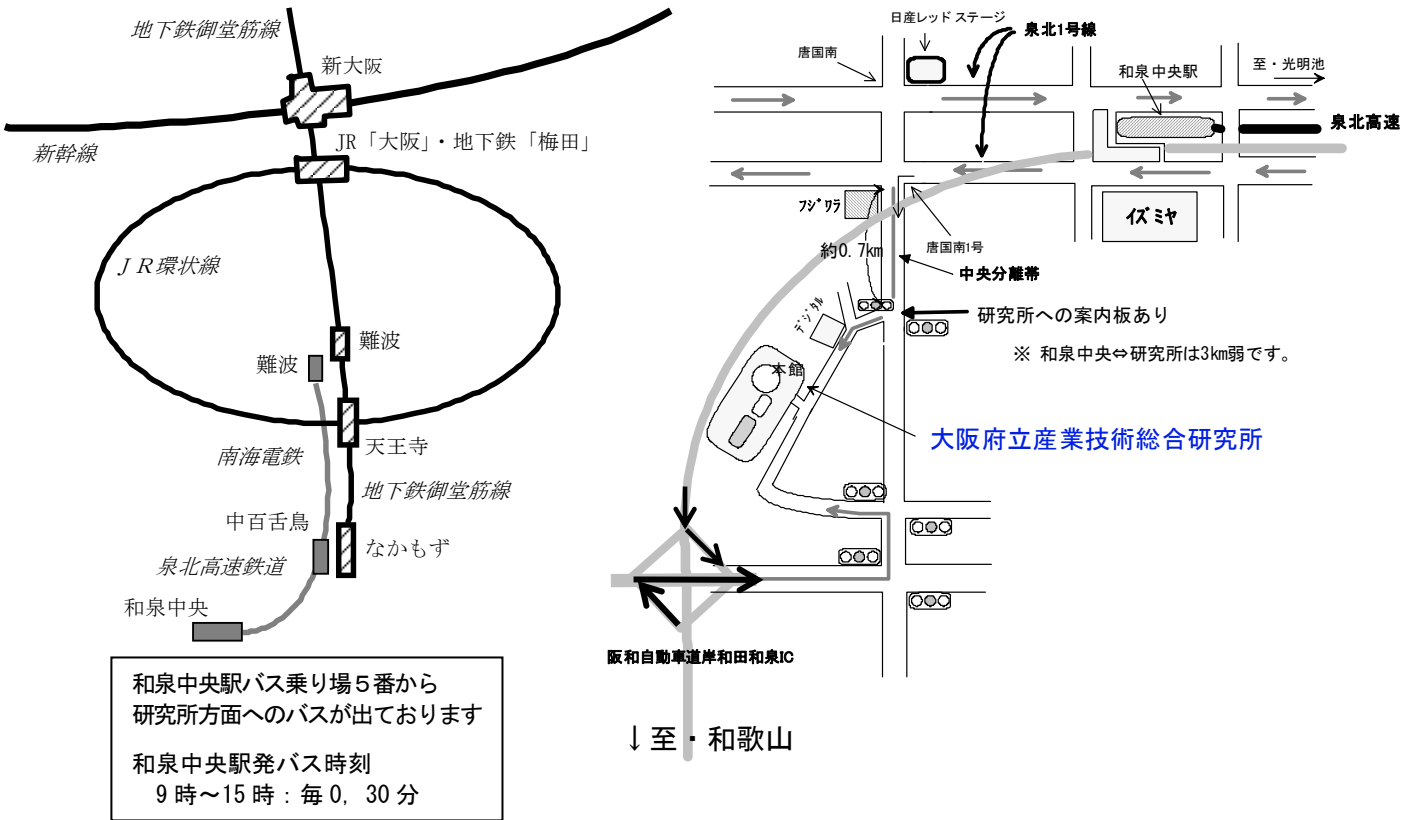 地下鉄御堂筋線
新大阪
新幹線
JR「大阪」・地下鉄「梅田」
ＪＲ環状線
難波
難波
天王寺
南海電鉄
地下鉄御堂筋線
中百舌鳥
なかもず
泉北高速鉄道
和泉中央
和泉中央駅バス乗り場５番から
研究所方面へのバスが出ております
和泉中央駅発バス時刻
9 時～15 時：毎 0, 30 分
日産レッドステージ
泉北1号線
唐国南
和泉中央駅
至・光明池
泉北高速
フジワラ
イズミヤ
約0.7km
唐国南1号
中央分離帯
デジタル
研究所への案内板あり
※ 和泉中央⇔研究所は3km弱です。
本館
大阪府立産業技術総合研究所
阪和自動車道岸和田和泉IC
↓至・和歌山